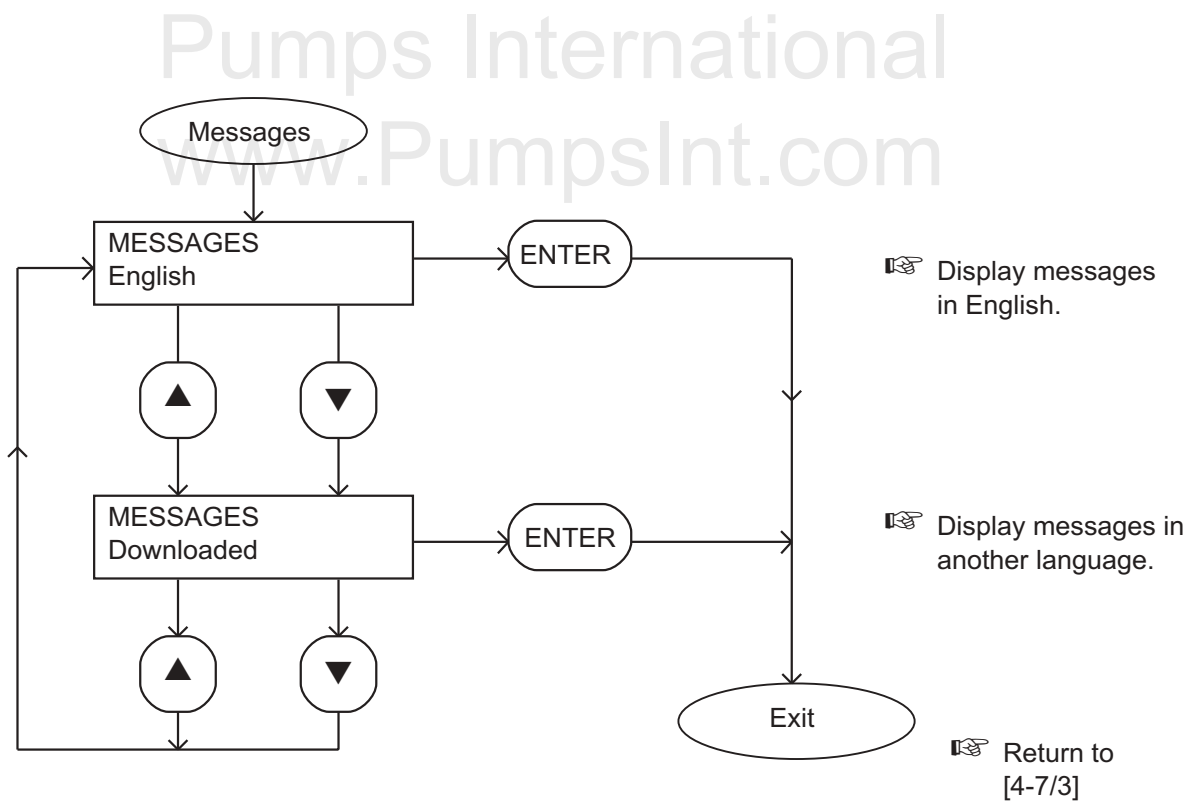 Pumps International
www.PumpsInt.com
Messages
MESSAGES
English
ENTER
Display messages
in English.
MESSAGES
Downloaded
ENTER
Display messages in
another language.
Exit
Return to
[4-7/3]